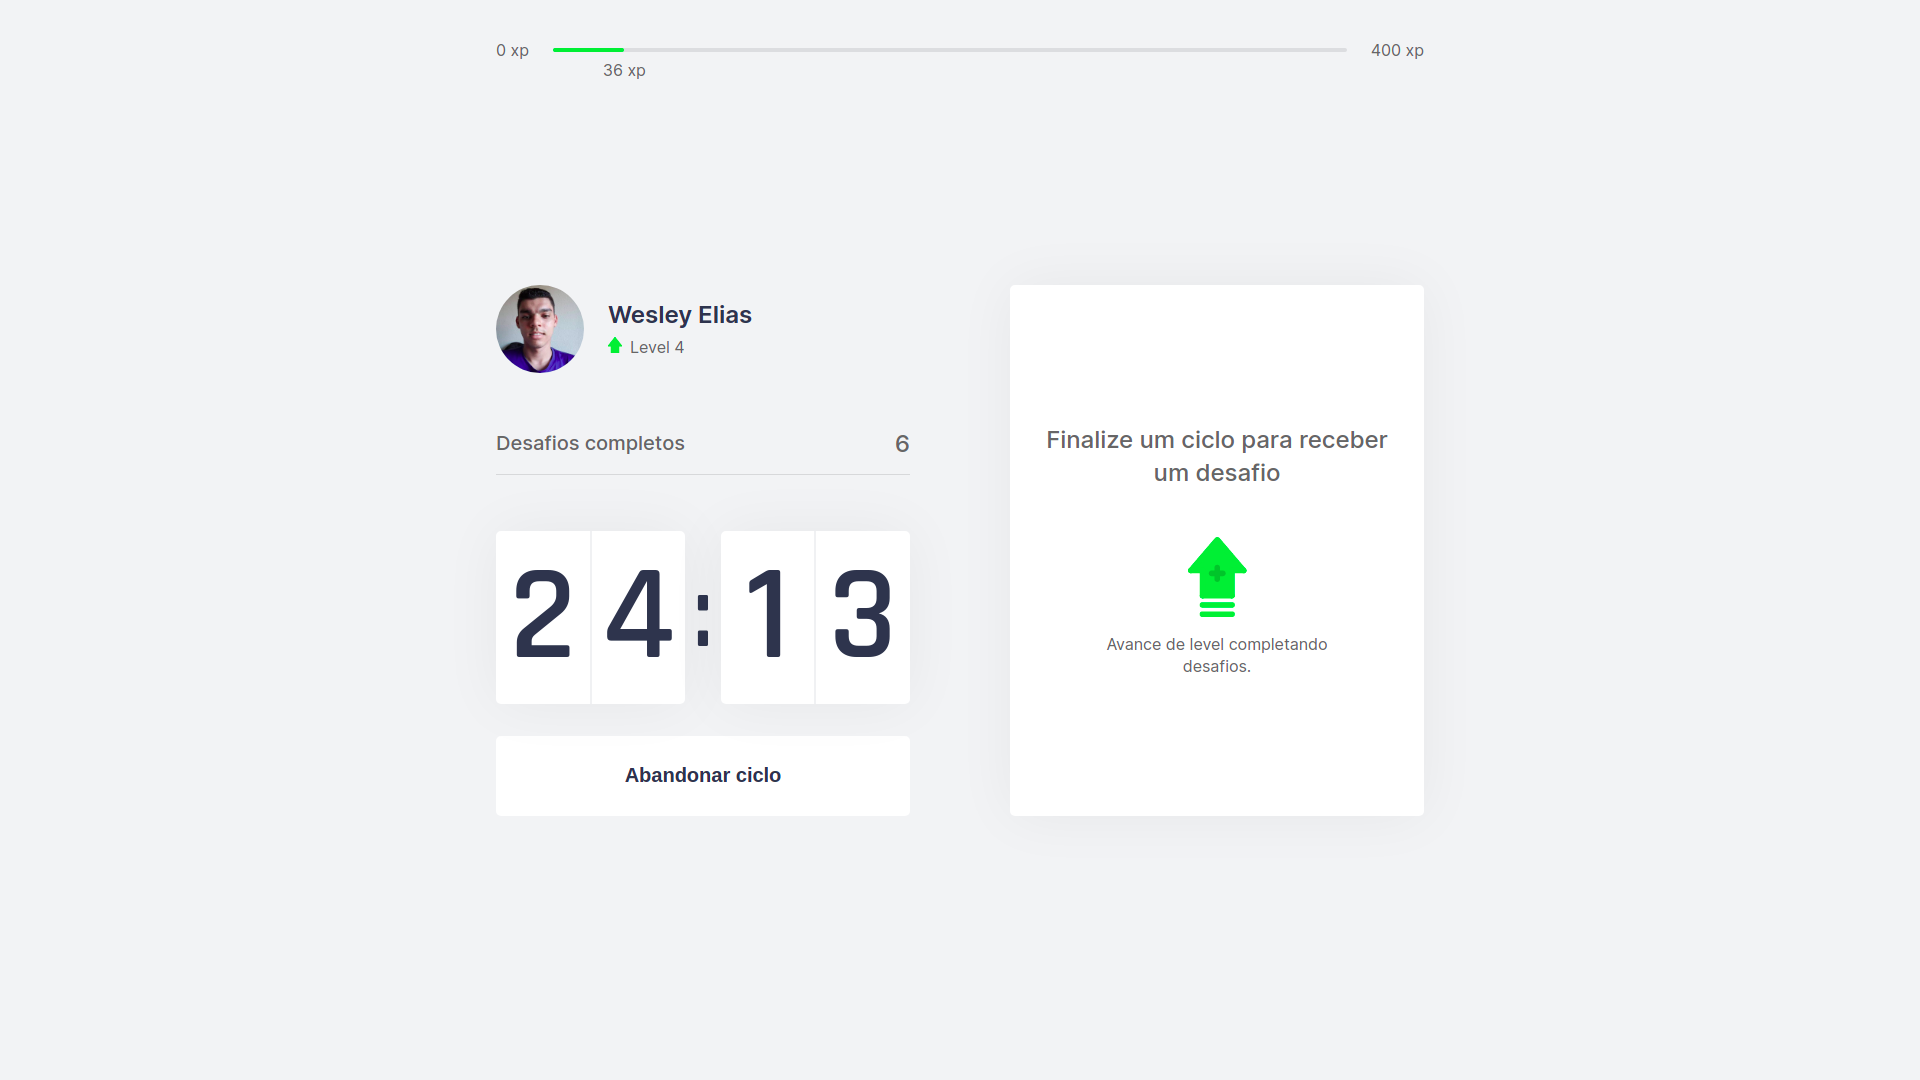 0 xp
400 xp
36 xp
Wesley Elias
Level 4
Desafios completos
6
24:13
Abandonar ciclo
Finalize um ciclo para receber
um desafio
Avance de level completando
desafios.